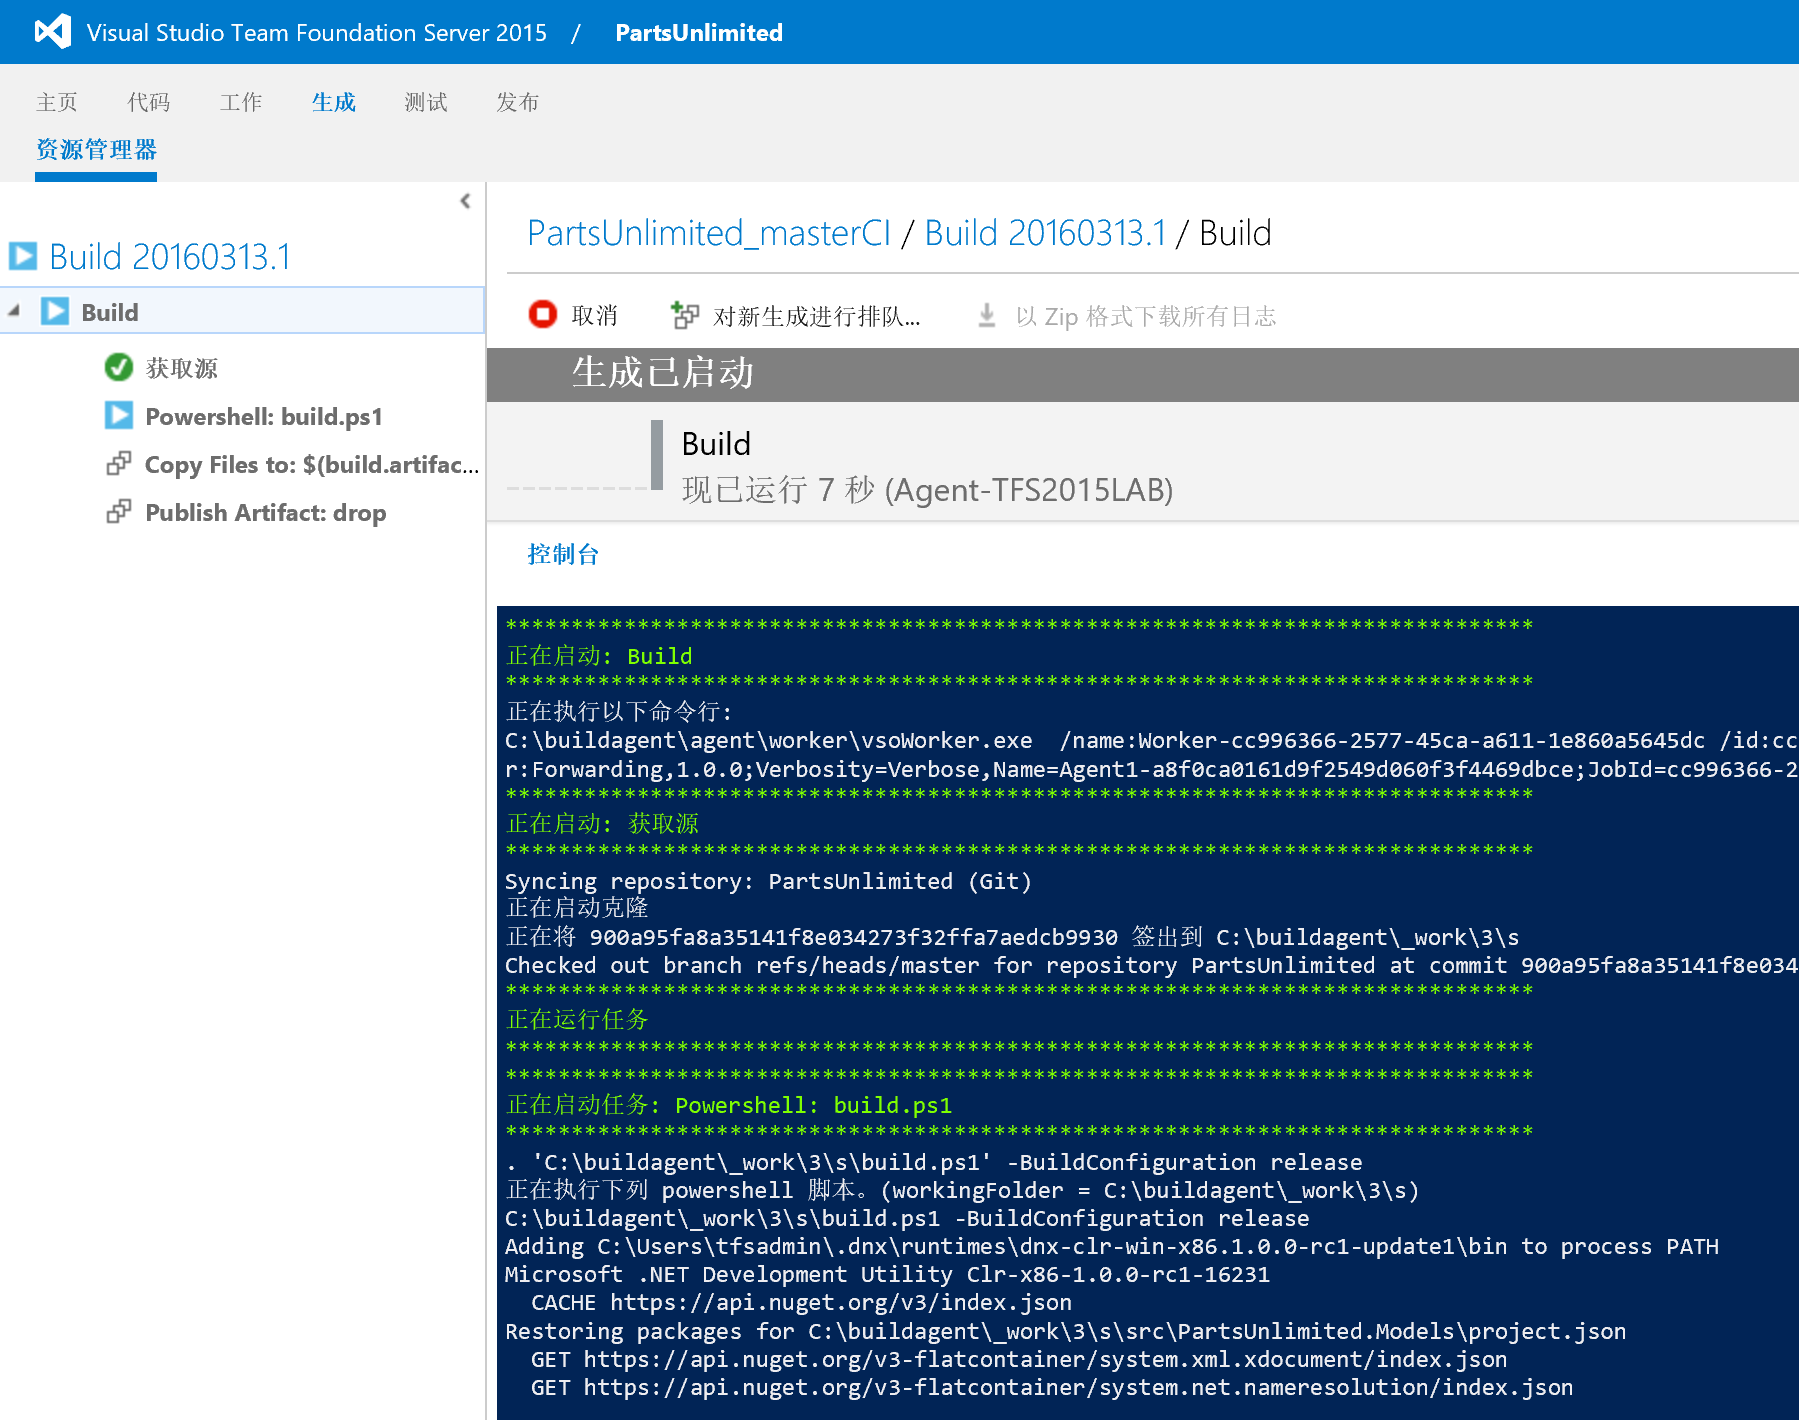 Visual Studio Team Foundation Server 2015 / PartsUnlimited
主页 代码 工作 生成 测试 发布
资源管理器
Build 20160313.1
Build
获取源
Powershell: build.ps1
Copy Files to: $(build.artifac...
Publish Artifact: drop
PartsUnlimited_masterCI / Build 20160313.1 / Build
取消 对新生成进行排队... 以 Zip 格式下载所有日志
生成已启动
Build
现已运行 7 秒 (Agent-TFS2015LAB)
控制台
******************************************************************************
正在启动: Build
******************************************************************************
正在执行以下命令行:
C:\buildagent\agent\worker\vsoWorker.exe  /name:Worker-cc996366-2577-45ca-a611-1e860a5645dc /id:cc
r:Forwarding,1.0.0;Verbosity=Verbose,Name=Agent1-a8f0ca0161d9f2549d060f3f4469dbce;JobId=cc996366-2
******************************************************************************
正在启动: 获取源
******************************************************************************
Syncing repository: PartsUnlimited (Git)
正在启动克隆
正在将 900a95fa8a35141f8e034273f32ffa7aedcb9930 签出到 C:\buildagent\_work\3\s
Checked out branch refs/heads/master for repository PartsUnlimited at commit 900a95fa8a35141f8e034
******************************************************************************
正在运行任务
******************************************************************************
******************************************************************************
正在启动任务: Powershell: build.ps1
******************************************************************************
. 'C:\buildagent\_work\3\s\build.ps1' -BuildConfiguration release
正在执行下列 powershell 脚本。(workingFolder = C:\buildagent\_work\3\s)
C:\buildagent\_work\3\s\build.ps1 -BuildConfiguration release
Adding C:\Users\tfsadmin\.dnx\runtimes\dnx-clr-win-x86.1.0.0-rc1-update1\bin to process PATH
Microsoft .NET Development Utility Clr-x86-1.0.0-rc1-16231
  CACHE https://api.nuget.org/v3/index.json
Restoring packages for C:\buildagent\_work\3\s\src\PartsUnlimited.Models\project.json
  GET https://api.nuget.org/v3-flatcontainer/system.xml.xdocument/index.json
  GET https://api.nuget.org/v3-flatcontainer/system.net.nameresolution/index.json